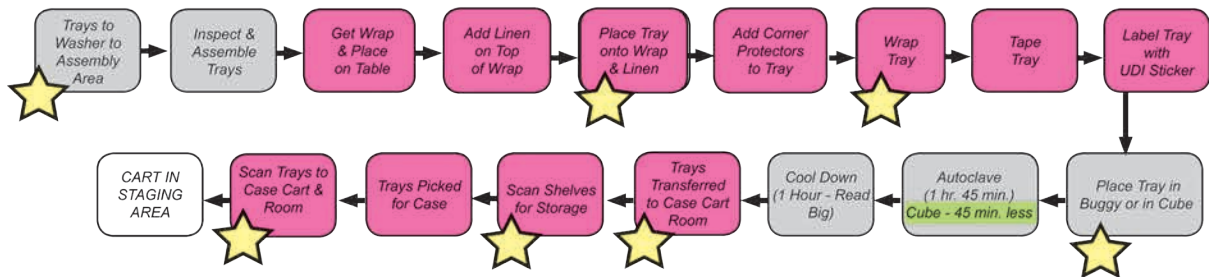 Trays to
Washer to
Assembly
Area
Inspect &
Assemble
Trays
Get Wrap
& Place
on Table
Add Linen
on Top
of Wrap
Place Tray
onto Wrap
& Linen
Add Corner
Protectors
to Tray
Wrap
Tray
Tape
Tray
Label Tray
with
UDI Sticker
Place Tray in
Buggy or in Cube
Autoclave
(1 hr. 45 min.)
Cube - 45 min. less
Cool Down
(1 Hour - Read
Big)
Trays
Transferred
to Case Cart
Room
Scan Shelves
for Storage
Trays Picked
for Case
Scan Trays to
Case Cart &
Room
CART IN
STAGING
AREA